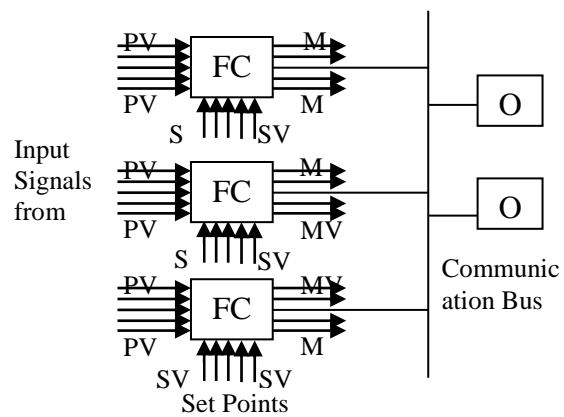 PV
M
FC
O
PV
M
S
SV
Input
Signals
from
PV
M
FC
O
PV
MV
S
SV
Communic
ation Bus
PV
MV
FC
PV
M
SV
SV
Set Points